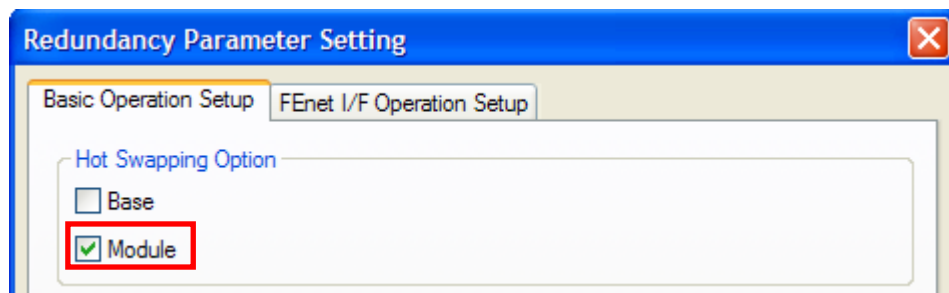 Redundancy Parameter Setting
Basic Operation Setup FEnet I/F Operation Setup
Hot Swapping Option
Base
Module